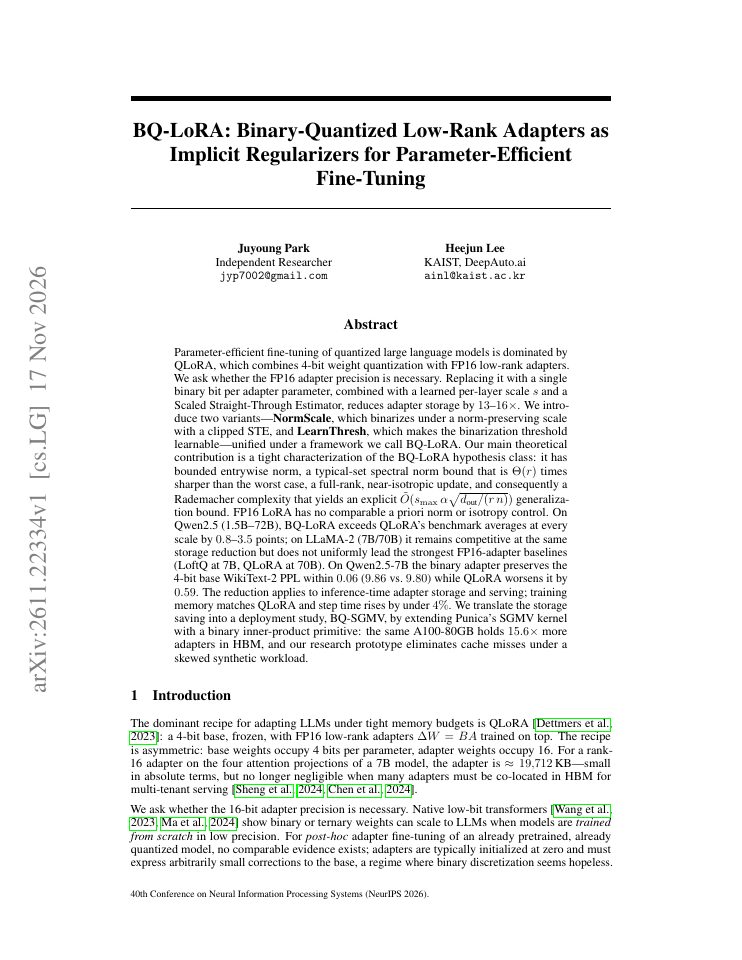 BQ-LoRA: Binary-Quantized Low-Rank Adapters as
Implicit Regularizers for Parameter-Efficient
Fine-Tuning
Juyoung Park
Independent Researcher
jyp7002@gmail.com
Heejun Lee
KAIST, DeepAuto.ai
ainl@kaist.ac.kr
arXiv:2611.22334v1 [cs.LG] 17 Nov 2026
Abstract
Parameter-efficient fine-tuning of quantized large language models is dominated by
QLoRA, which combines 4-bit weight quantization with FP16 low-rank adapters.
We ask whether the FP16 adapter precision is necessary. Replacing it with a single
binary bit per adapter parameter, combined with a learned per-layer scale s and a
Scaled Straight-Through Estimator, reduces adapter storage by 13–16×. We intro-
duce two variants—NormScale, which binarizes under a norm-preserving scale
with a clipped STE, and LearnThresh, which makes the binarization threshold
learnable—unified under a framework we call BQ-LoRA. Our main theoretical
contribution is a tight characterization of the BQ-LoRA hypothesis class: it has
bounded entrywise norm, a typical-set spectral norm bound that is Θ(r) times
sharper than the worst case, a full-rank, near-isotropic update, and consequently a
Rademacher complexity that yields an explicit Õ(s_max α√(d_out/(r n))) generaliza-
tion bound. FP16 LoRA has no comparable a priori norm or isotropy control. On
Qwen2.5 (1.5B–72B), BQ-LoRA exceeds QLoRA's benchmark averages at every
scale by 0.8–3.5 points; on LLaMA-2 (7B/70B) it remains competitive at the same
storage reduction but does not uniformly lead the strongest FP16-adapter baselines
(LoftQ at 7B, QLoRA at 70B). On Qwen2.5-7B the binary adapter preserves the
4-bit base WikiText-2 PPL within 0.06 (9.86 vs. 9.80) while QLoRA worsens it by
0.59. The reduction applies to inference-time adapter storage and serving; training
memory matches QLoRA and step time rises by under 4%. We translate the storage
saving into a deployment study, BQ-SGMV, by extending Punica's SGMV kernel
with a binary inner-product primitive: the same A100-80GB holds 15.6× more
adapters in HBM, and our research prototype eliminates cache misses under a
skewed synthetic workload.
1 Introduction
The dominant recipe for adapting LLMs under tight memory budgets is QLoRA [Dettmers et al.,
2023]: a 4-bit base, frozen, with FP16 low-rank adapters ΔW = BA trained on top. The recipe
is asymmetric: base weights occupy 4 bits per parameter, adapter weights occupy 16. For a rank-
16 adapter on the four attention projections of a 7B model, the adapter is ≈ 19,712 KB—small
in absolute terms, but no longer negligible when many adapters must be co-located in HBM for
multi-tenant serving [Sheng et al., 2024, Chen et al., 2024].
We ask whether the 16-bit adapter precision is necessary. Native low-bit transformers [Wang et al.,
2023, Ma et al., 2024] show binary or ternary weights can scale to LLMs when models are trained
from scratch in low precision. For post-hoc adapter fine-tuning of an already pretrained, already
quantized model, no comparable evidence exists; adapters are typically initialized at zero and must
express arbitrarily small corrections to the base, a regime where binary discretization seems hopeless.
40th Conference on Neural Information Processing Systems (NeurIPS 2026).